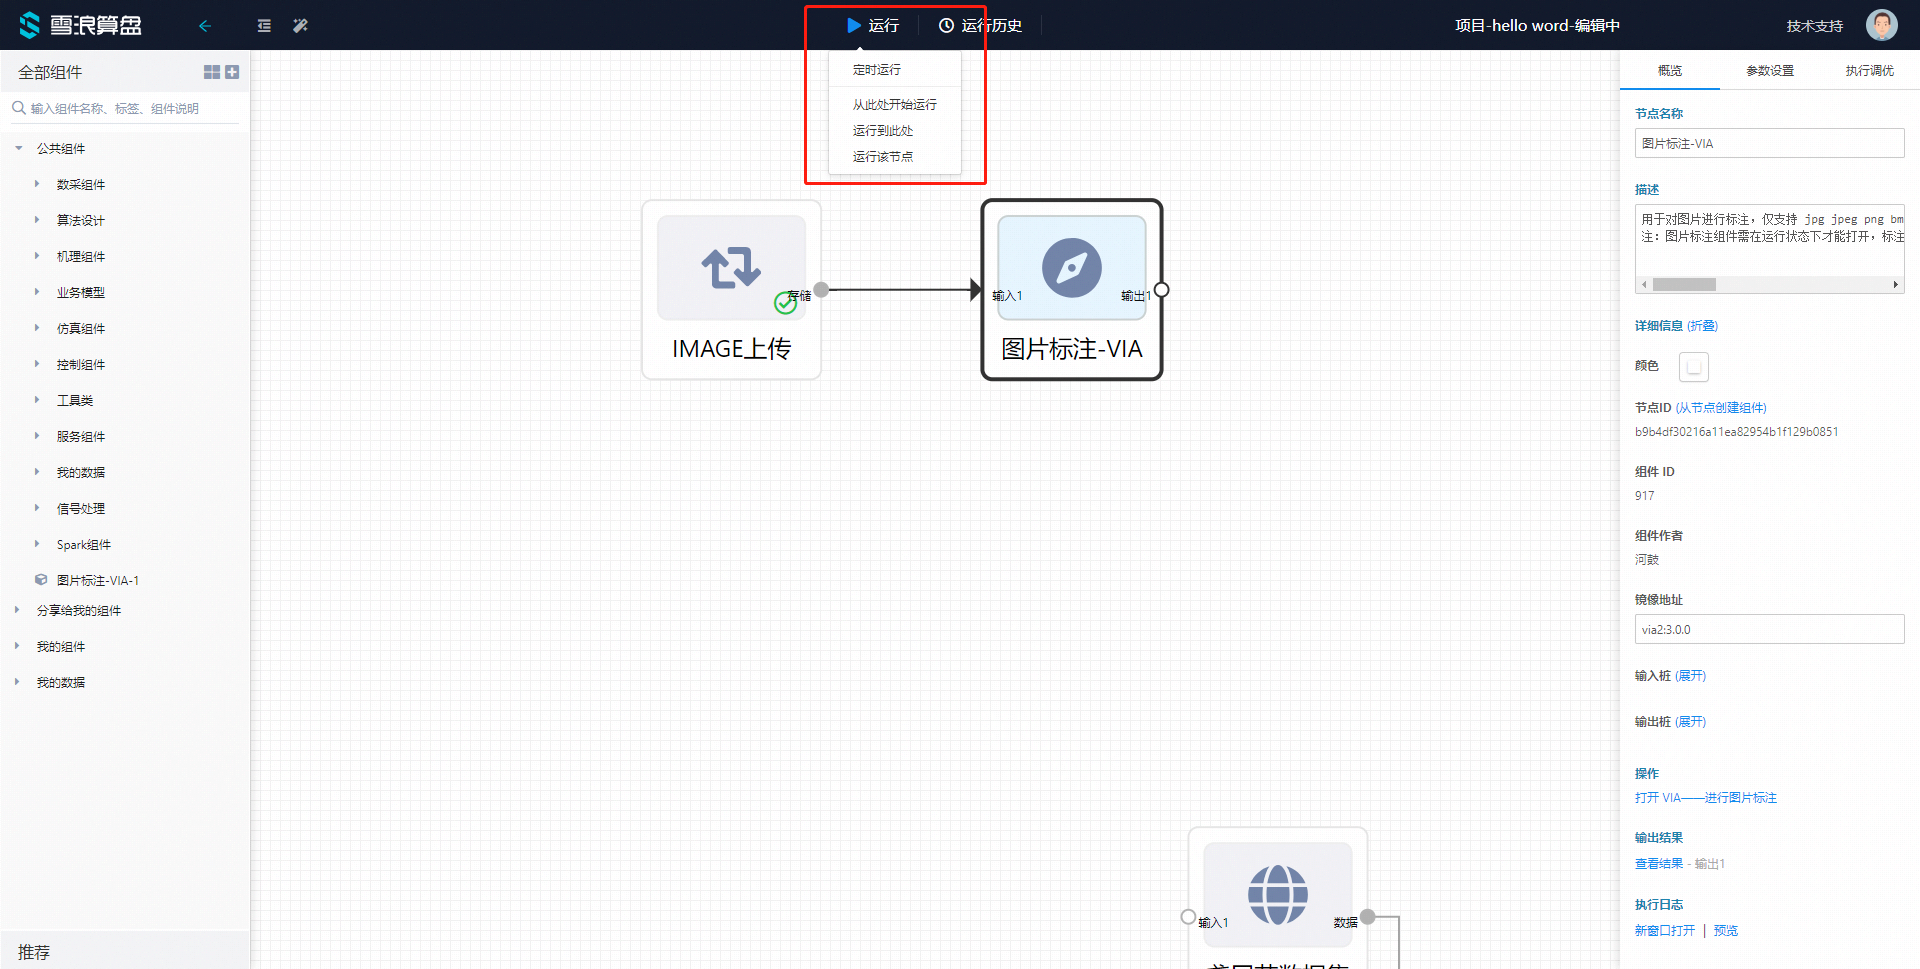 雪浪算盘
运行
运行历史
项目-hello word-编辑中
技术支持
定时运行
从此处开始运行
运行到此处
运行该节点
全部组件
输入组件名称、标签、组件说明
公共组件
数采组件
算法设计
机理组件
业务模型
仿真组件
控制组件
工具类
服务组件
我的数据
信号处理
Spark组件
图片标注-VIA-1
分享给我的组件
我的组件
我的数据
推荐
存储
IMAGE上传
输入1
输出1
图片标注-VIA
输入1
数据
概览
参数设置
执行调优
节点名称
图片标注-VIA
描述
用于对图片进行标注，仅支持 jpg jpeg png bm
注：图片标注组件需在运行状态下才能打开，标注
详细信息 (折叠)
颜色
节点ID (从节点创建组件)
b9b4df30216a11ea82954b1f129b0851
组件 ID
917
组件作者
河鼓
镜像地址
via2:3.0.0
输入桩 (展开)
输出桩 (展开)
操作
打开 VIA——进行图片标注
输出结果
查看结果 - 输出1
执行日志
新窗口打开 | 预览